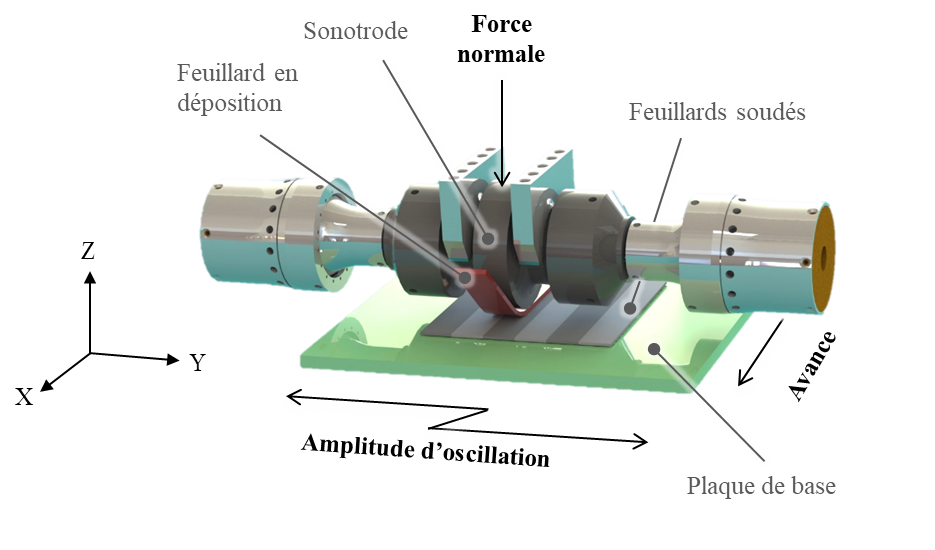 Force
normale
Sonotrode
Feuillard en
déposition
Feuillards soudés
Z
Y
X
Avance
Amplitude d’oscillation
Plaque de base